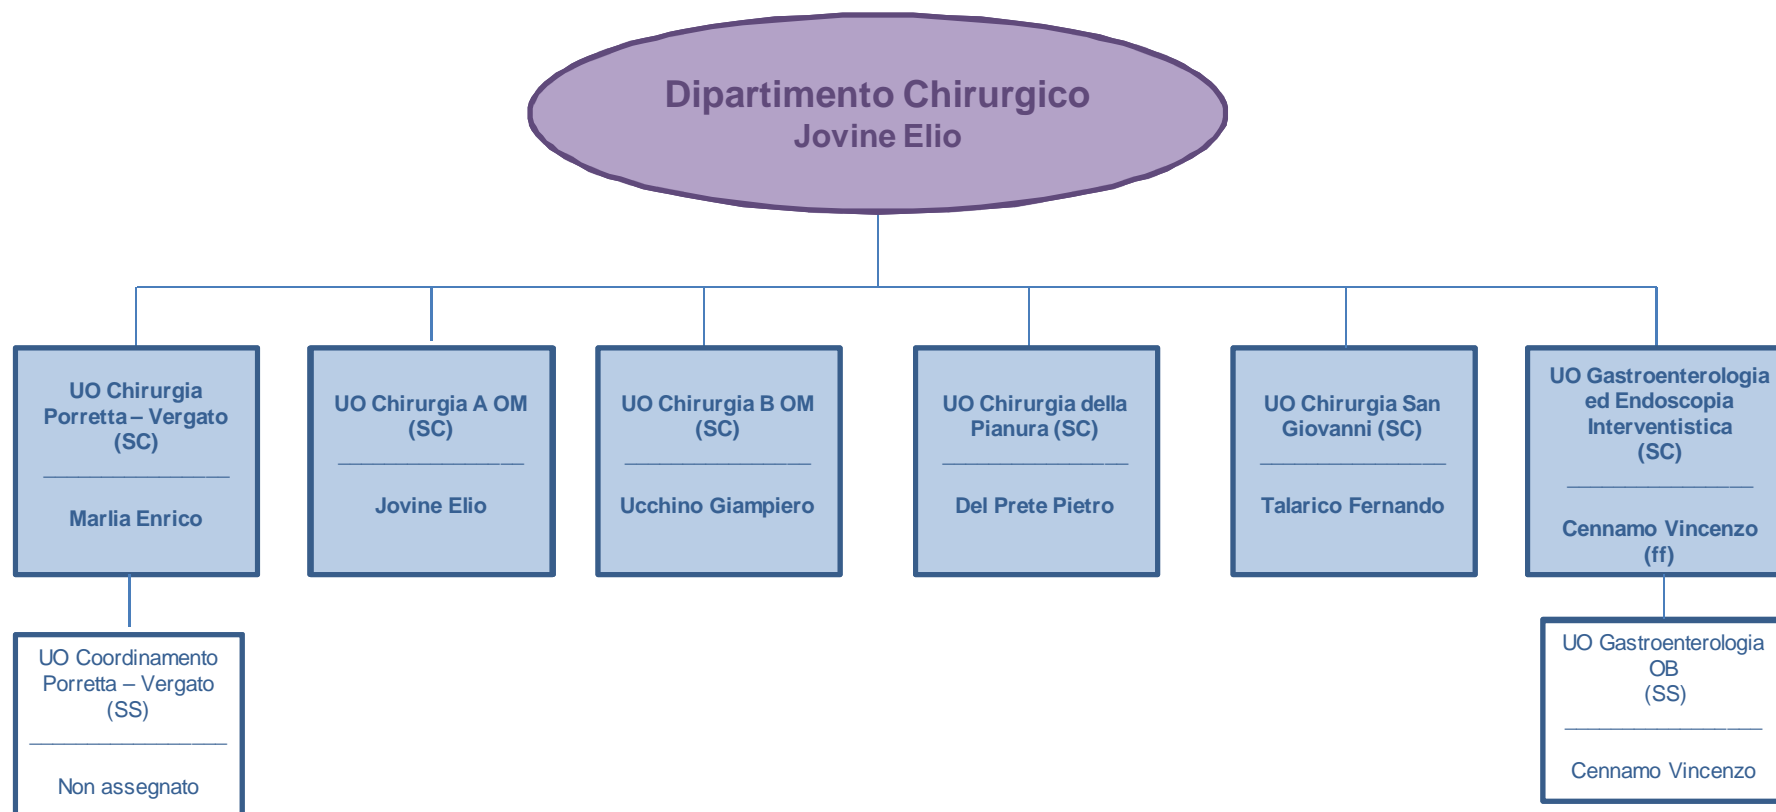 Dipartimento Chirurgico
Jovine Elio
UO Chirurgia
Porretta – Vergato
(SC)
Marlia Enrico
UO Chirurgia A OM
(SC)
Jovine Elio
UO Chirurgia B OM
(SC)
Ucchino Giampiero
UO Chirurgia della
Pianura (SC)
Del Prete Pietro
UO Chirurgia San
Giovanni (SC)
Talarico Fernando
UO Gastroenterologia
ed Endoscopia
Interventistica
(SC)
Cennamo Vincenzo
(ff)
UO Coordinamento
Porretta – Vergato
(SS)
Non assegnato
UO Gastroenterologia
OB
(SS)
Cennamo Vincenzo